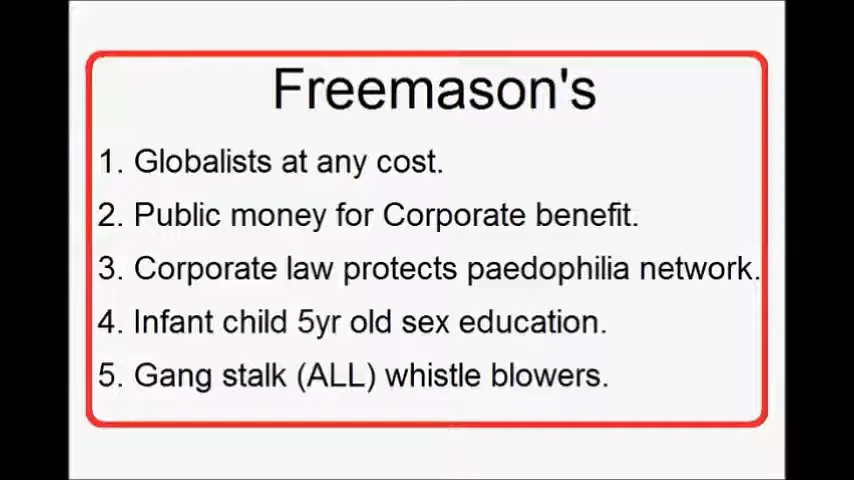 Freemason's
1. Globalists at any cost.
2. Public money for Corporate benefit.
3. Corporate law protects paedophilia network.
4. Infant child 5yr old sex education.
5. Gang stalk (ALL) whistle blowers.